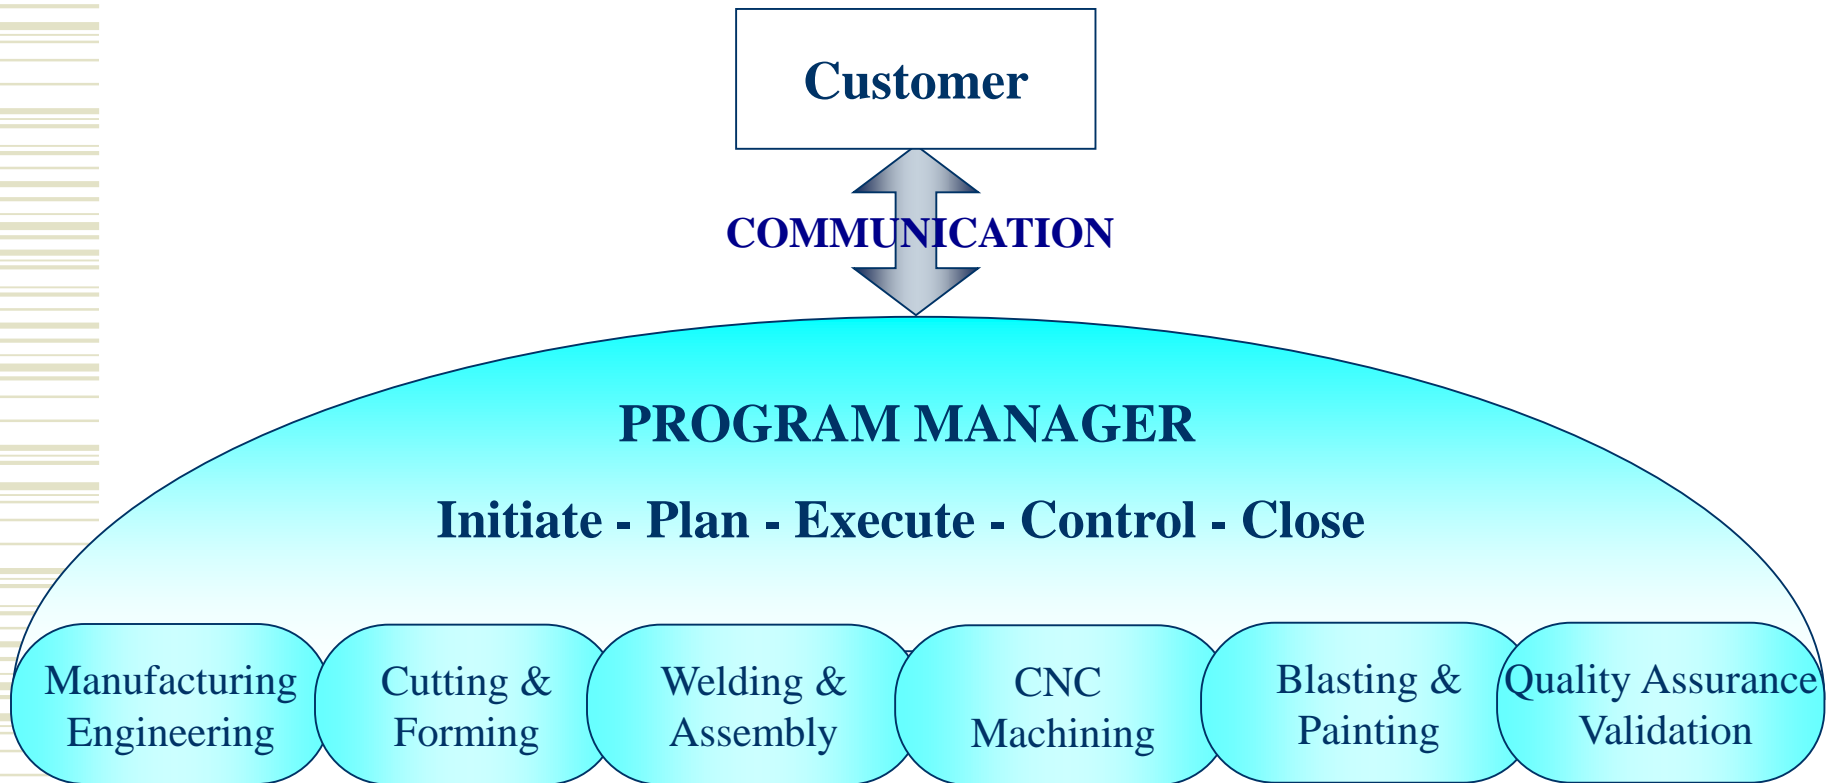 Customer
COMMUNICATION
PROGRAM MANAGER
Initiate - Plan - Execute - Control - Close
Manufacturing
Engineering
Cutting &
Forming
Welding &
Assembly
CNC
Machining
Blasting &
Painting
Quality Assurance
Validation